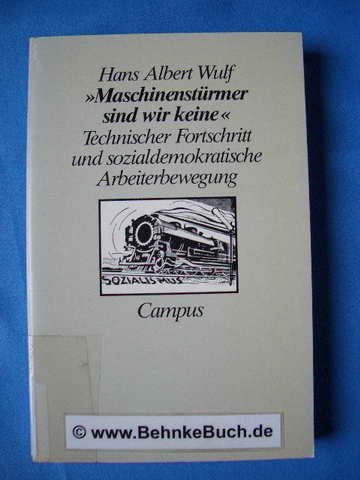 Hans Albert Wulf
»Maschinenstürmer
sind wir keine«
Technischer Fortschritt
und sozialdemokratische
Arbeiterbewegung
SOZIALISMUS
Campus
© www.BehnkeBuch.de